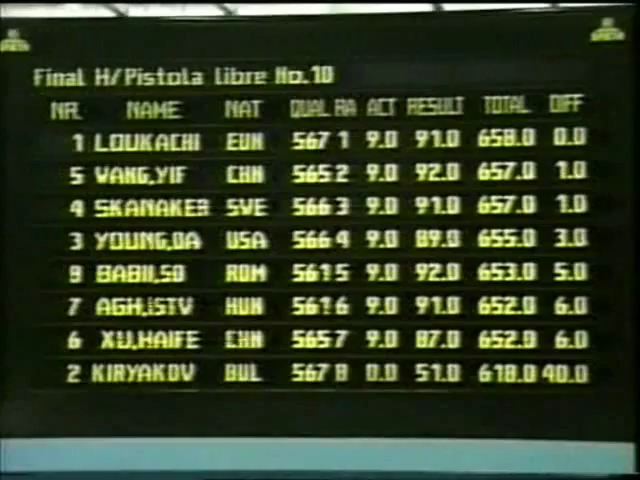 Final H/Pistola libre No.10
NR. NAME NAT QUAL RA ACT RESULT TOTAL DIFF
1 LOUKACHI EUN 567 1 9.0 91.0 658.0 0.0
5 WANG,YIF CHN 565 2 9.0 92.0 657.0 1.0
4 SKANAKER SWE 566 3 9.0 91.0 657.0 1.0
3 YOUNG,DA USA 566 4 9.0 89.0 655.0 3.0
8 BABII,SO ROM 561 5 9.0 92.0 653.0 5.0
7 AGH,ISTV HUN 561 6 9.0 91.0 652.0 6.0
6 XU,HAIFE CHN 565 7 9.0 87.0 652.0 6.0
2 KIRYAKOV BUL 567 8 0.0 51.0 618.0 40.0